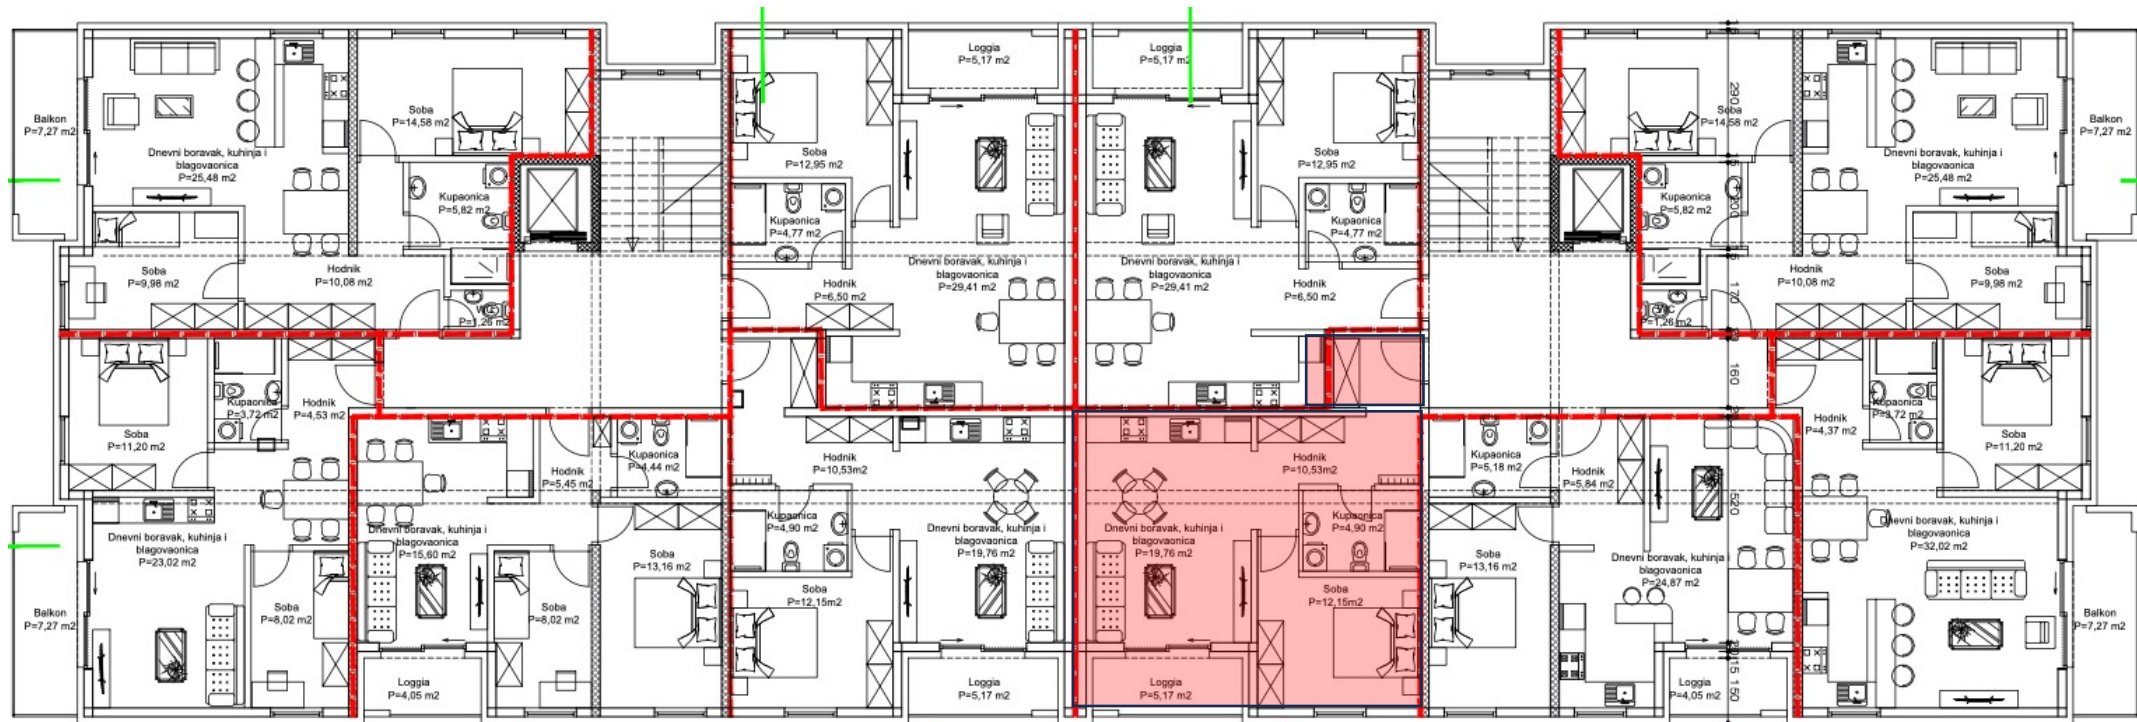 Balkon
P=7,27 m2
Dnevni boravak, kuhinja i
blagovaonica
P=25,48 m2
Soba
P=14,58 m2
Kupaonica
P=5,82 m2
Soba
P=9,98 m2
Hodnik
P=10,08 m2
P=1,26 m2
Loggia
P=5,17 m2
Soba
P=12,95 m2
Kupaonica
P=4,77 m2
Hodnik
P=6,50 m2
Dnevni boravak, kuhinja i
blagovaonica
P=29,41 m2
Loggia
P=5,17 m2
Soba
P=12,95 m2
Kupaonica
P=4,77 m2
Dnevni boravak, kuhinja i
blagovaonica
P=29,41 m2
Hodnik
P=6,50 m2
290
Soba
P=14,58 m2
Kupaonica
P=5,82 m2
200
Dnevni boravak, kuhinja i
blagovaonica
P=25,48 m2
Balkon
P=7,27 m2
Hodnik
P=10,08 m2
Soba
P=9,98 m2
170
WC
P=1,26 m2
160
Soba
P=11,20 m2
Kupaonica
P=3,72 m2
Hodnik
P=4,53 m2
Dnevni boravak, kuhinja i
blagovaonica
P=23,02 m2
Soba
P=8,02 m2
Balkon
P=7,27 m2
Hodnik
P=5,45 m2
Kupaonica
P=4,44 m2
Dnevni boravak, kuhinja i
blagovaonica
P=15,60 m2
Soba
P=8,02 m2
Soba
P=13,16 m2
Loggia
P=4,05 m2
Hodnik
P=10,53m2
Kupaonica
P=4,90 m2
Dnevni boravak, kuhinja i
blagovaonica
P=19,76 m2
Soba
P=12,15m2
Loggia
P=5,17 m2
Hodnik
P=10,53m2
Kupaonica
P=4,90 m2
Dnevni boravak, kuhinja i
blagovaonica
P=19,76 m2
Soba
P=12,15m2
Loggia
P=5,17 m2
Kupaonica
P=5,18 m2
Hodnik
P=5,84 m2
520
Soba
P=13,16 m2
Dnevni boravak, kuhinja i
blagovaonica
P=24,87 m2
Loggia
P=4,05 m2
150
Hodnik
P=4,37 m2
Kupaonica
P=3,72 m2
Soba
P=11,20 m2
Dnevni boravak, kuhinja i
blagovaonica
P=32,02 m2
Balkon
P=7,27 m2